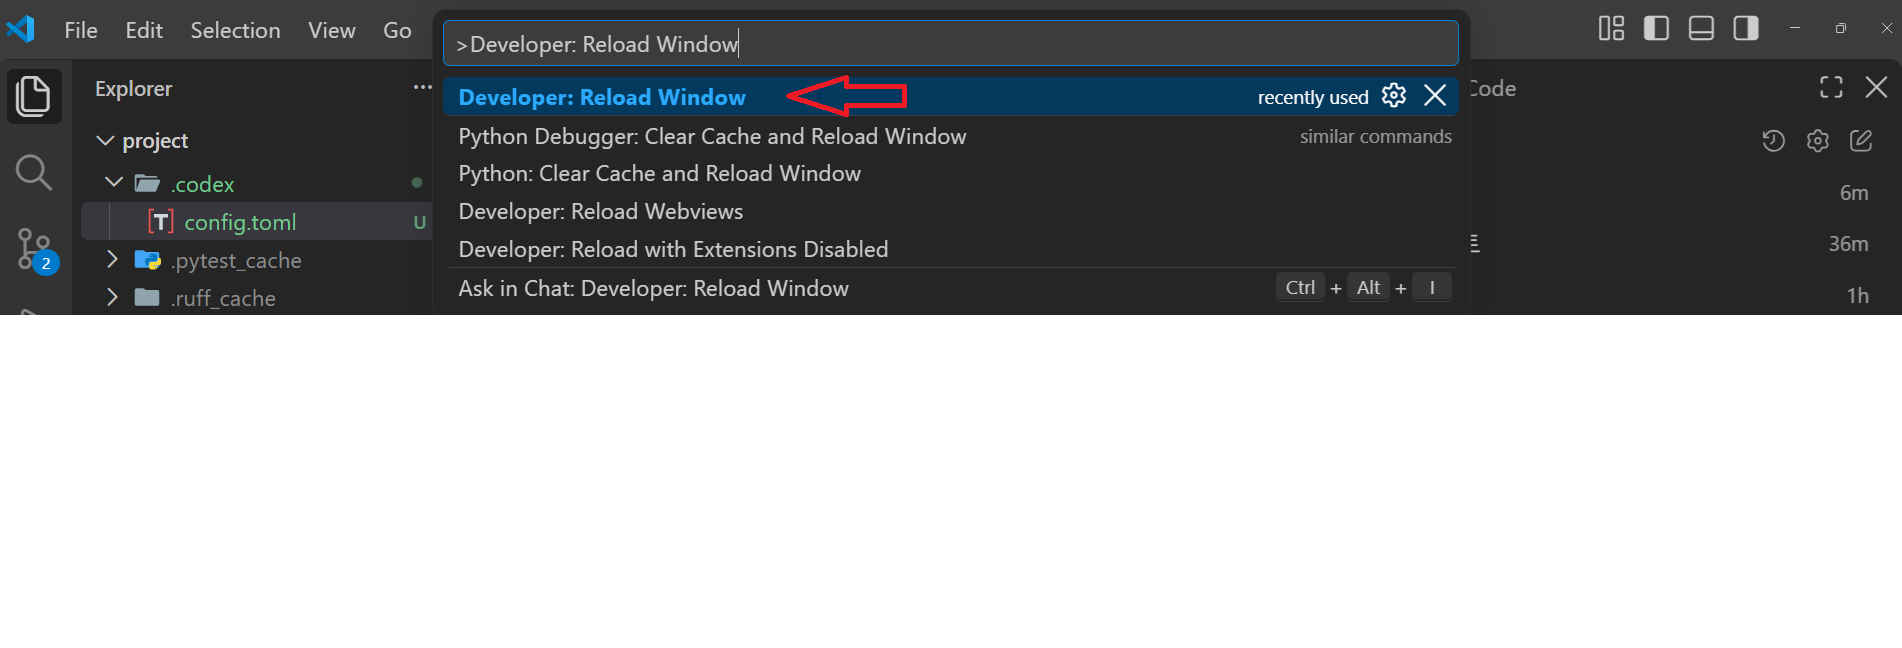 File Edit Selection View Go
>Developer: Reload Window
Explorer ...
Developer: Reload Window recently used
Code
project
Python Debugger: Clear Cache and Reload Window similar commands
.codex
Python: Clear Cache and Reload Window
6m
config.toml U
Developer: Reload Webviews
2
Developer: Reload with Extensions Disabled
36m
.pytest_cache
.ruff_cache
Ask in Chat: Developer: Reload Window Ctrl + Alt + I
1h